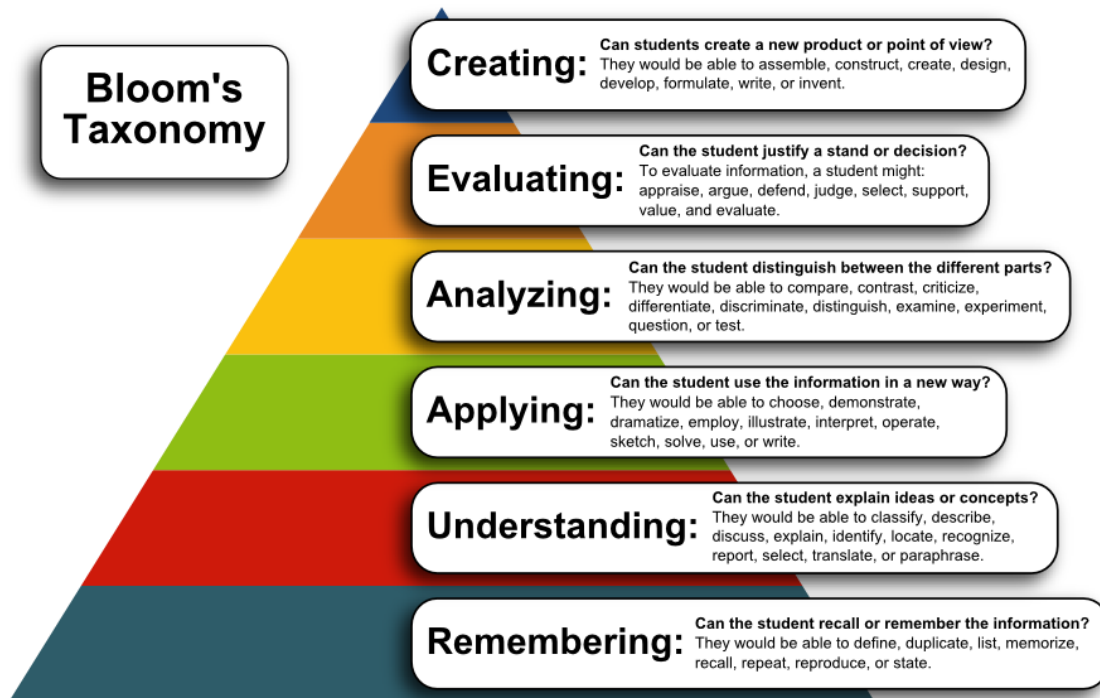 Bloom's
Taxonomy
Creating:
Can students create a new product or point of view?
They would be able to assemble, construct, create, design,
develop, formulate, write, or invent.
Evaluating:
Can the student justify a stand or decision?
To evaluate information, a student might:
appraise, argue, defend, judge, select, support,
value, and evaluate.
Analyzing:
Can the student distinguish between the different parts?
They would be able to compare, contrast, criticize,
differentiate, discriminate, distinguish, examine, experiment,
question, or test.
Applying:
Can the student use the information in a new way?
They would be able to choose, demonstrate,
dramatize, employ, illustrate, interpret, operate,
sketch, solve, use, or write.
Understanding:
Can the student explain ideas or concepts?
They would be able to classify, describe,
discuss, explain, identify, locate, recognize,
report, select, translate, or paraphrase.
Remembering:
Can the student recall or remember the information?
They would be able to define, duplicate, list, memorize,
recall, repeat, reproduce, or state.